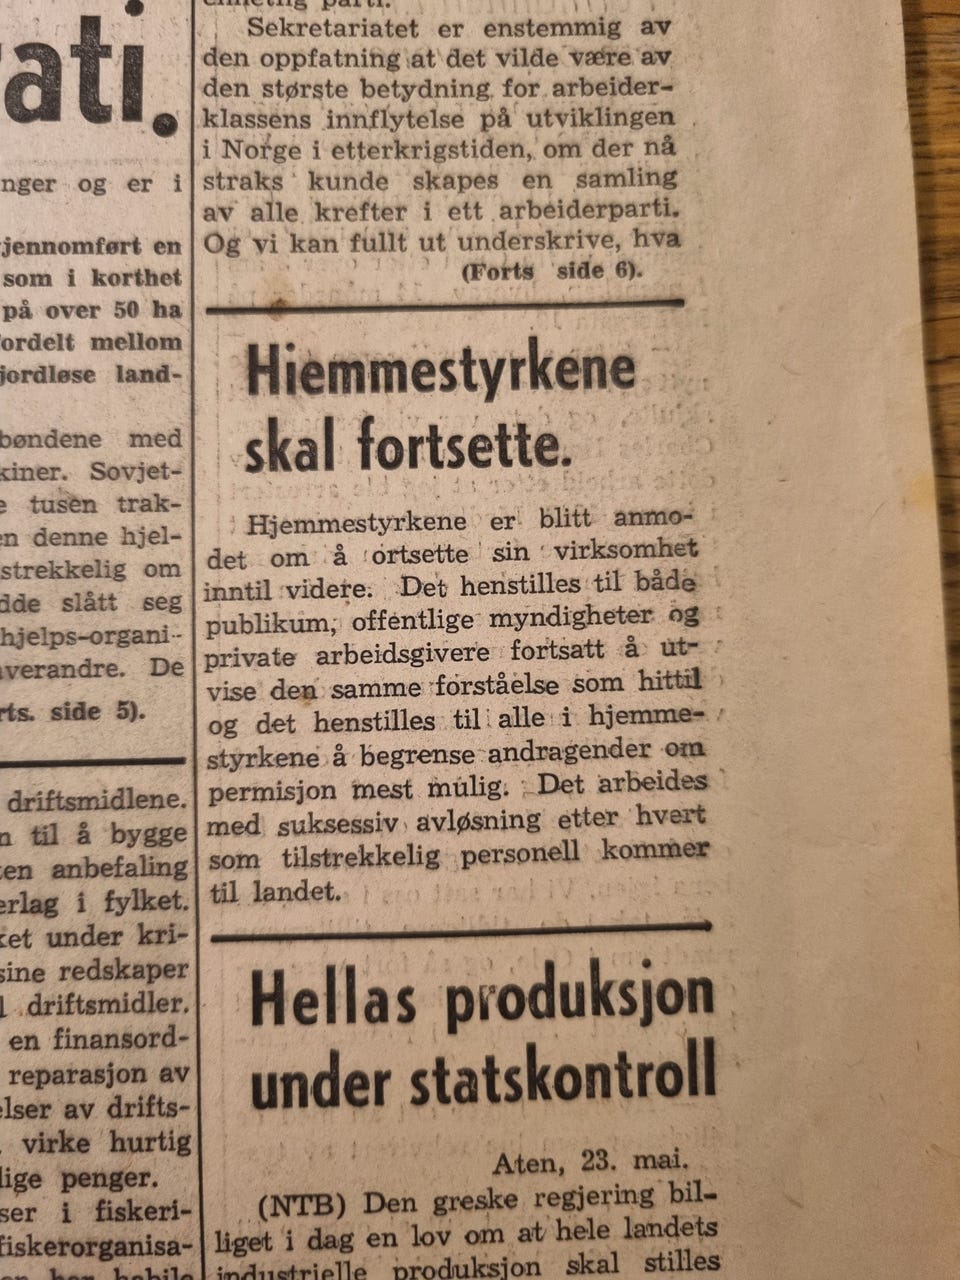 ati.
nger og er i
jennomført en
som i korthet
på over 50 ha
ordelt mellom
jordløse land-
bøndene med
kiner. Sovjet-
e tusen trak-
en denne hjel-
strekkelig om
dde slått seg
hjelps-organi-
verandre. De
rts. side 5).
driftsmidlene.
n til å bygge
ten anbefaling
erlag i fylket.
ket under kri-
sine redskaper
l driftsmidler.
en finansord-
reparasjon av
elser av drifts-
virke hurtig
lige penger.
ser i fiskeri-
fiskerorganisa-
parti.
Sekretariatet er enstemmig av
den oppfatning at det vilde være av
den største betydning for arbeider-
klassens innflytelse på utviklingen
i Norge i etterkrigstiden, om der nå
straks kunde skapes en samling
av alle krefter i ett arbeiderparti.
Og vi kan fullt ut underskrive, hva
(Forts side 6).
Hiemmestyrkene
skal fortsette.
Hjemmestyrkene er blitt anmo-
det om å ortsette sin virksomhet
inntil videre. Det henstilles til både
publikum, offentlige myndigheter og
private arbeidsgivere fortsatt å ut-
vise den samme forståelse som hittil
og det henstilles til alle i hjemme-
styrkene å begrense andragender om
permisjon mest mulig. Det arbeides
med suksessiv avløsning etter hvert
som tilstrekkelig personell kommer
til landet.
Hellas produksjon
under statskontroll
Aten, 23. mai.
(NTB) Den greske regjering bil-
liget i dag en lov om at hele landets
industrielle produksjon skal stilles